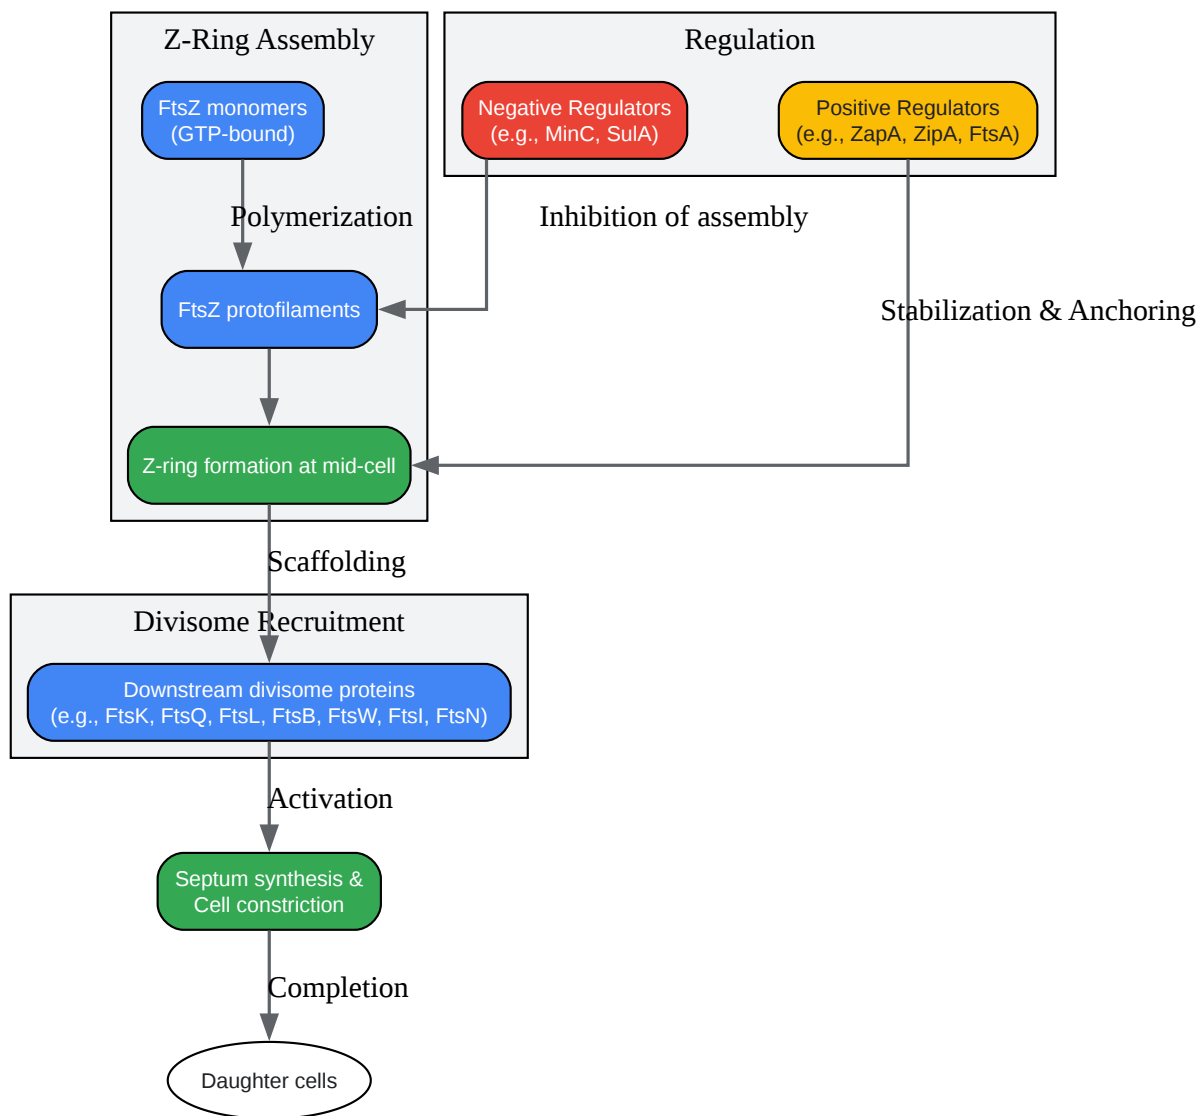 Z-Ring Assembly
Regulation
FtsZ monomers
(GTP-bound)
Negative Regulators
(e.g., MinC, SulA)
Positive Regulators
(e.g., ZapA, ZipA, FtsA)
Polymerization
Inhibition of assembly
FtsZ protofilaments
Stabilization & Anchoring
Z-ring formation at mid-cell
Scaffolding
Divisome Recruitment
Downstream divisome proteins
(e.g., FtsK, FtsQ, FtsL, FtsB, FtsW, FtsI, FtsN)
Activation
Septum synthesis &
Cell constriction
Completion
Daughter cells